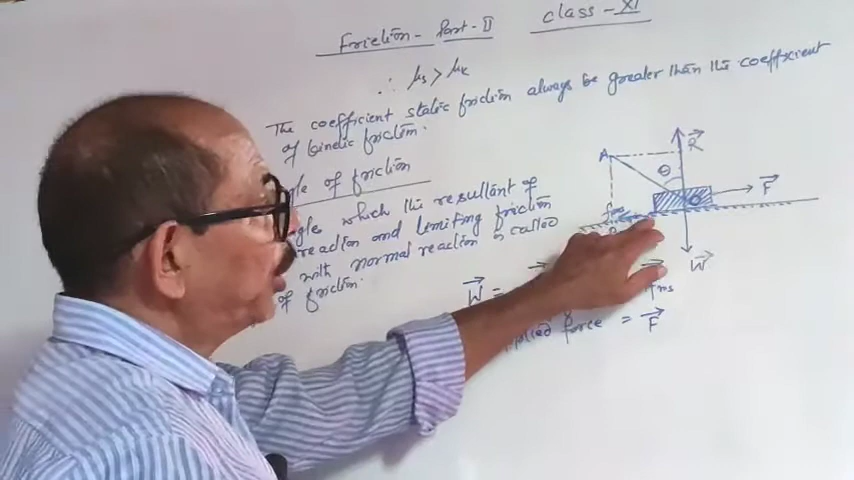 Friction - Part - II
Class - XI
∴ μs > μk
The coefficient static friction always be greater than the coefficient
of kinetic friction.
of friction
which the resultant of
reaction and limiting friction
with normal reaction is called
of friction.
A
θ
R
F
fms
W
W =
fms
force = F